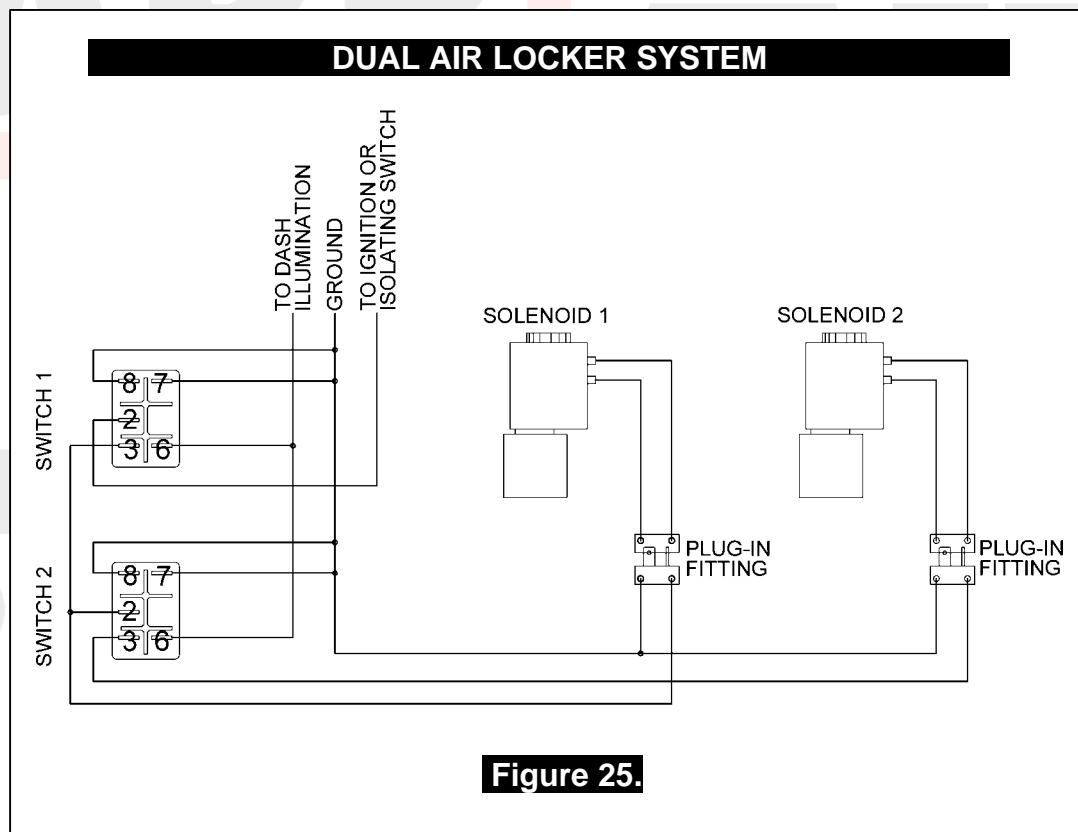 DUAL AIR LOCKER SYSTEM
TO DASH
ILLUMINATION
GROUND
TO IGNITION OR
ISOLATING SWITCH
SOLENOID 1
SOLENOID 2
SWITCH 1
8 7
2
3 6
SWITCH 2
8 7
2
3 6
PLUG-IN
FITTING
PLUG-IN
FITTING
Figure 25.